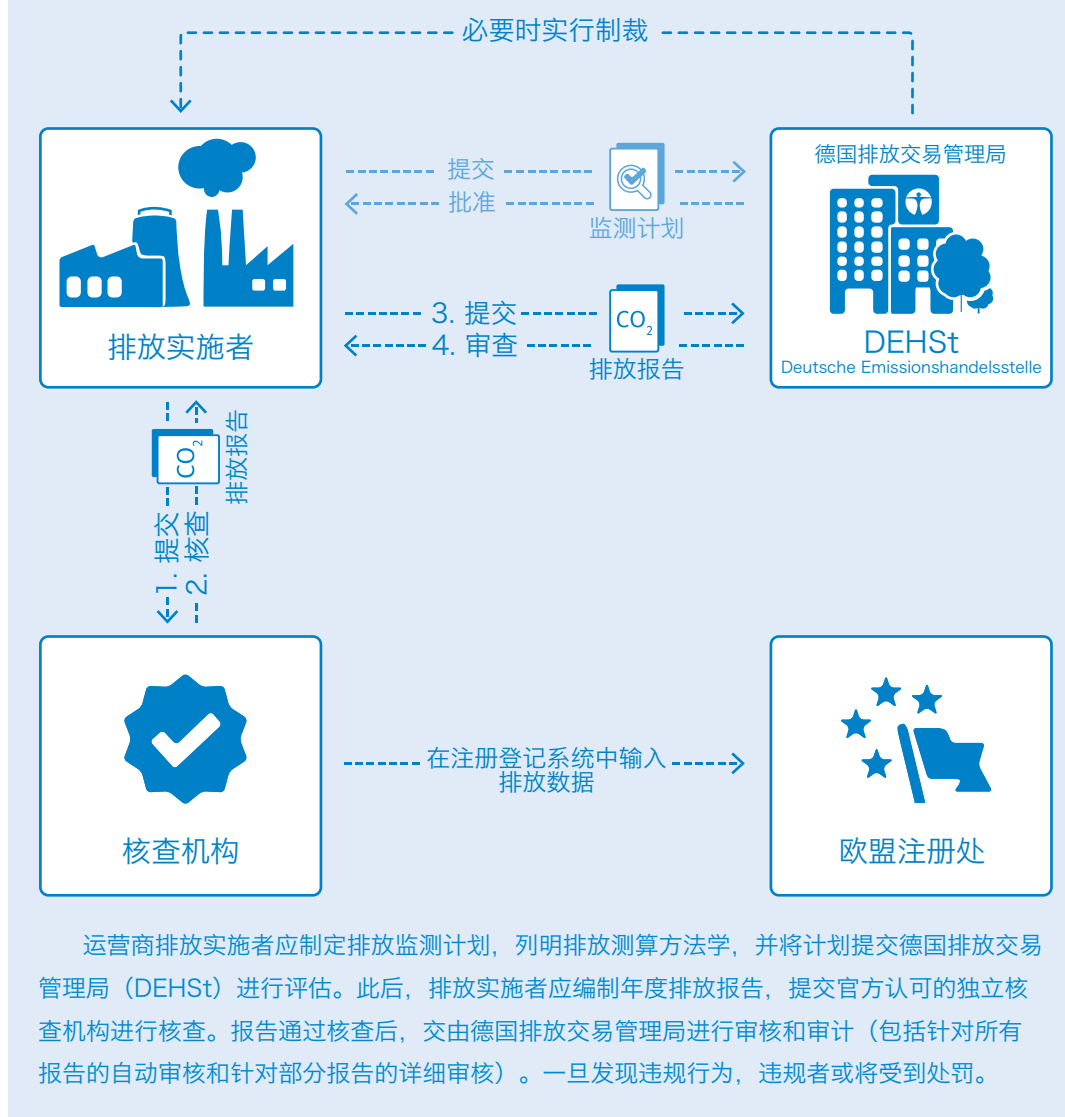 必要时实行制裁
德国排放交易管理局
提交
批准
监测计划
3. 提交
4. 审查
CO₂
排放报告
排放实施者
DEHSt
Deutsche Emissionshandelsstelle
CO₂
排放报告
1. 提交
2. 核查
在注册登记系统中输入
排放数据
核查机构
欧盟注册处
运营商排放实施者应制定排放监测计划，列明排放测算方法学，并将计划提交德国排放交易
管理局（DEHSt）进行评估。此后，排放实施者应编制年度排放报告，提交官方认可的独立核
查机构进行核查。报告通过核查后，交由德国排放交易管理局进行审核和审计（包括针对所有
报告的自动审核和针对部分报告的详细审核）。一旦发现违规行为，违规者或将受到处罚。